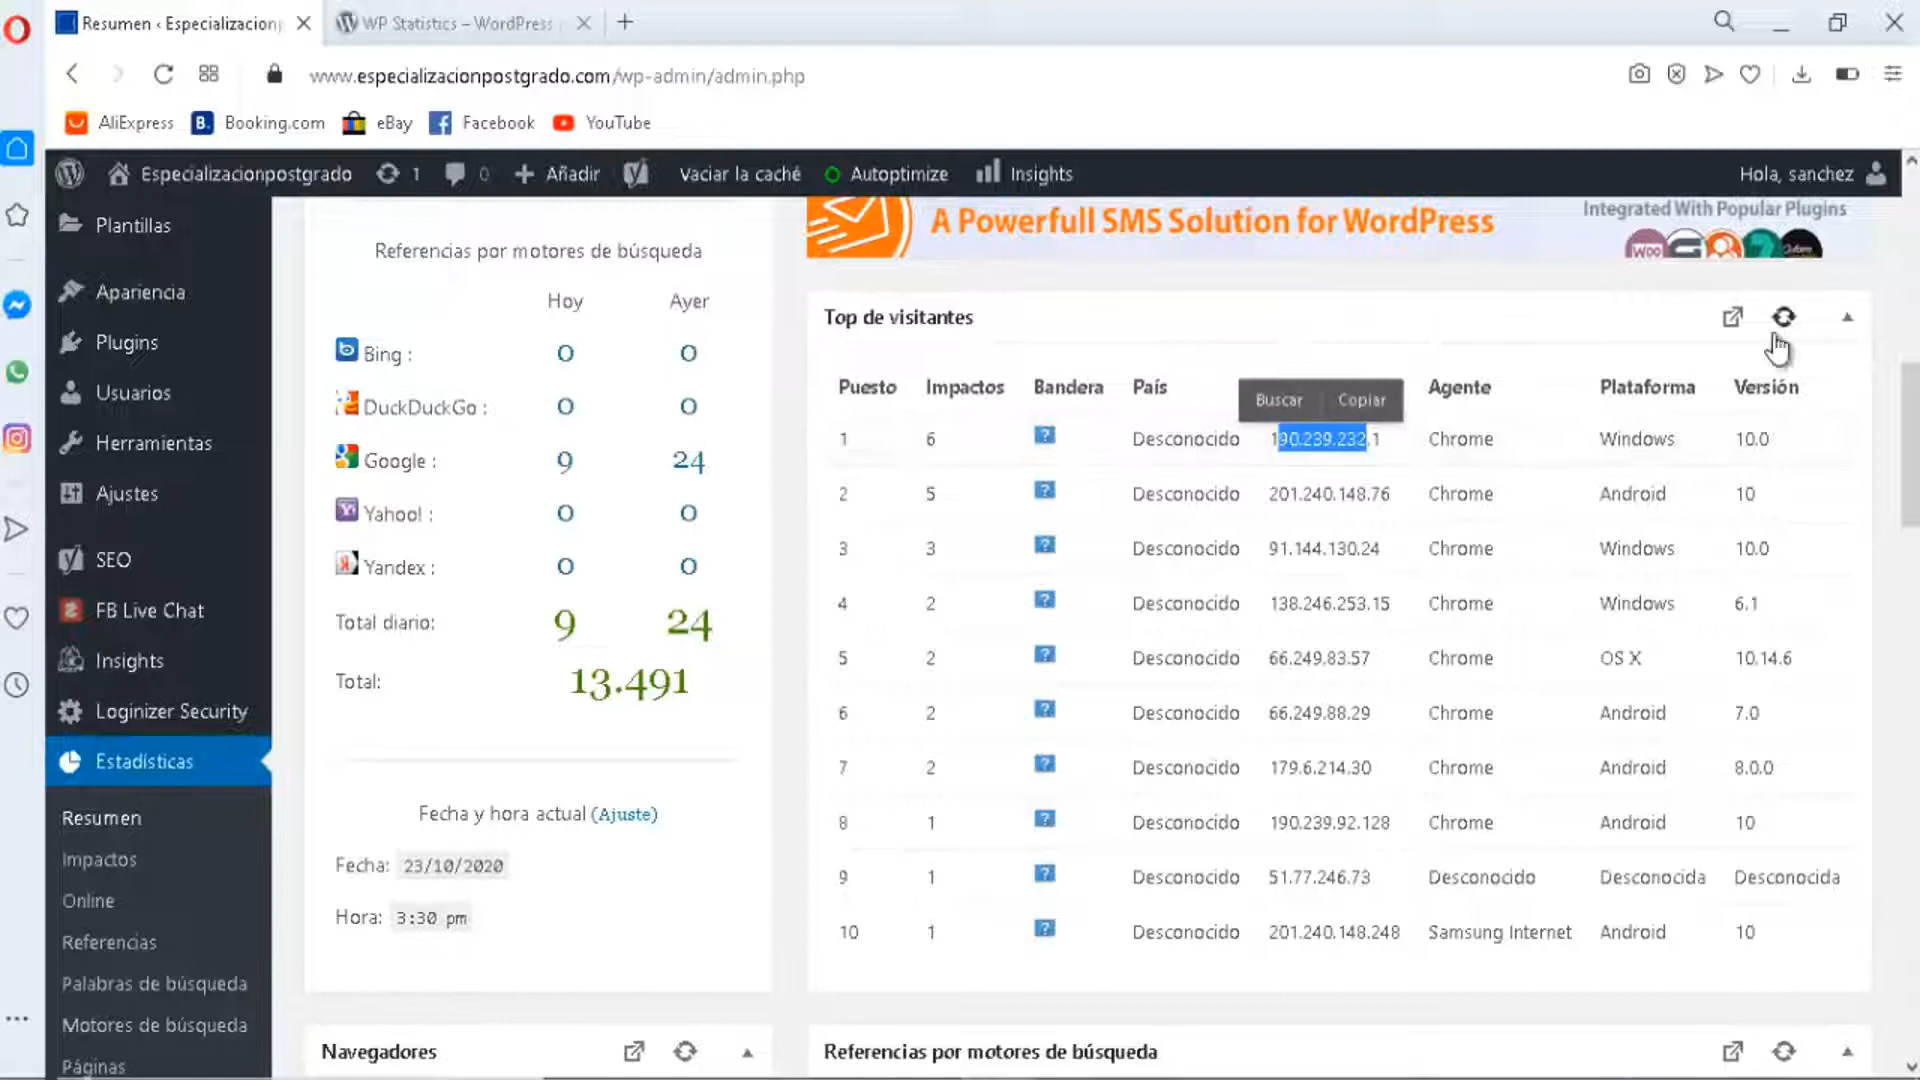 Resumen ‹ Especializacion
WP Statistics – WordPress
www.especializacionpostgrado.com/wp-admin/admin.php
AliExpress
Booking.com
eBay
Facebook
YouTube
Especializacionpostgrado
1
0
Añadir
Vaciar la caché
Autoptimize
Insights
Hola, sanchez
Plantillas
Apariencia
Plugins
Usuarios
Herramientas
Ajustes
SEO
FB Live Chat
Insights
Loginizer Security
Estadísticas
Resumen
Impactos
Online
Referencias
Palabras de búsqueda
Motores de búsqueda
Páginas
Referencias por motores de búsqueda
Hoy Ayer
Bing : 0 0
DuckDuckGo : 0 0
Google : 9 24
Yahoo! : 0 0
Yandex : 0 0
Total diario: 9 24
Total: 13.491
Fecha y hora actual (Ajuste)
Fecha: 23/10/2020
Hora: 3:30 pm
Navegadores
A Powerfull SMS Solution for WordPress
Integrated With Popular Plugins
Woo
Top de visitantes
Buscar Copiar
Puesto Impactos Bandera País Agente Plataforma Versión
1 6 ? Desconocido 190.239.232.1 Chrome Windows 10.0
2 5 ? Desconocido 201.240.148.76 Chrome Android 10
3 3 ? Desconocido 91.144.130.24 Chrome Windows 10.0
4 2 ? Desconocido 138.246.253.15 Chrome Windows 6.1
5 2 ? Desconocido 66.249.83.57 Chrome OS X 10.14.6
6 2 ? Desconocido 66.249.88.29 Chrome Android 7.0
7 2 ? Desconocido 179.6.214.30 Chrome Android 8.0.0
8 1 ? Desconocido 190.239.92.128 Chrome Android 10
9 1 ? Desconocido 51.77.246.73 Desconocido Desconocida Desconocida
10 1 ? Desconocido 201.240.148.248 Samsung Internet Android 10
Referencias por motores de búsqueda